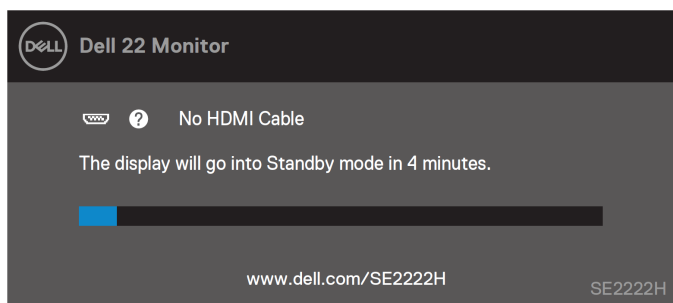 DELL Dell 22 Monitor
? No HDMI Cable
The display will go into Standby mode in 4 minutes.
www.dell.com/SE2222H
SE2222H